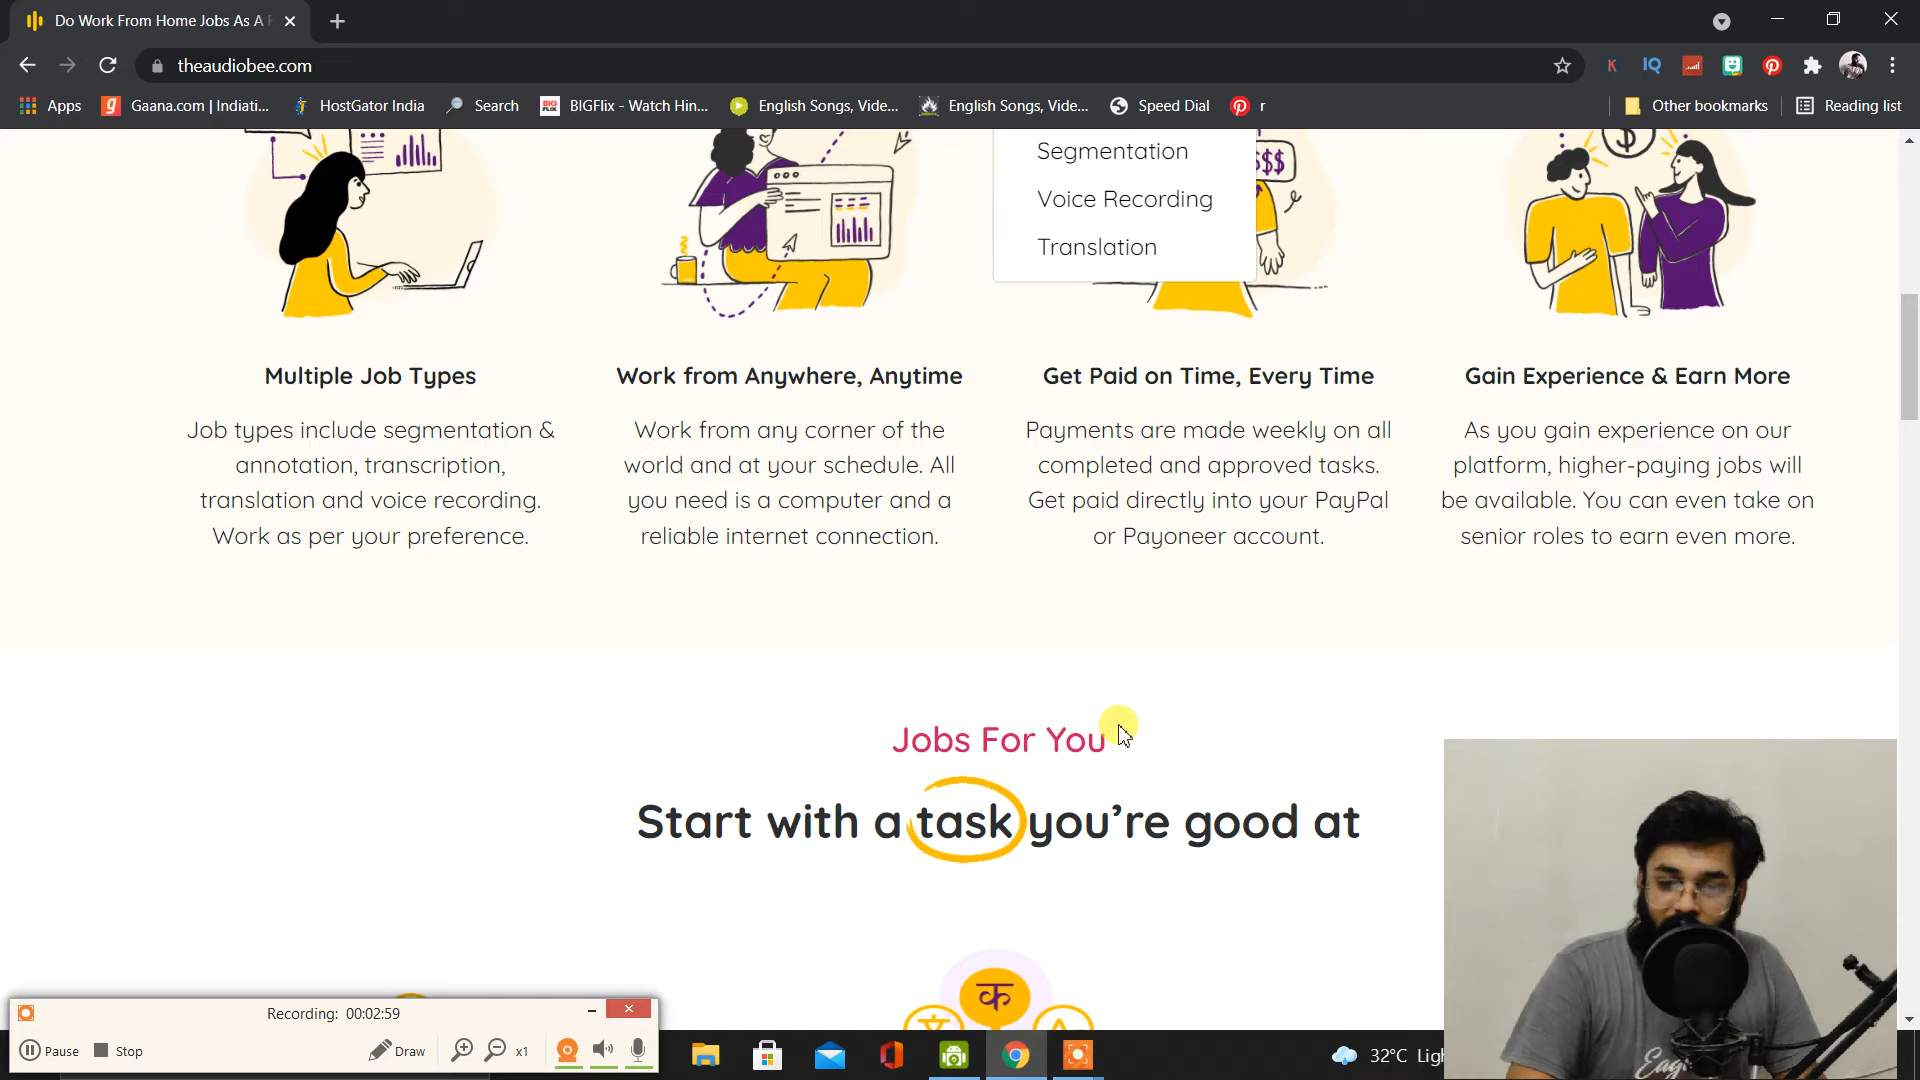 Do Work From Home Jobs As A F
theaudiobee.com
K
IQ
Apps
Gaana.com | Indiati...
HostGator India
Search
BIGFlix - Watch Hin...
English Songs, Vide...
English Songs, Vide...
Speed Dial
r
Other bookmarks
Reading list
Segmentation
Voice Recording
Translation
$$$
$
Multiple Job Types
Job types include segmentation &
annotation, transcription,
translation and voice recording.
Work as per your preference.
Work from Anywhere, Anytime
Work from any corner of the
world and at your schedule. All
you need is a computer and a
reliable internet connection.
Get Paid on Time, Every Time
Payments are made weekly on all
completed and approved tasks.
Get paid directly into your PayPal
or Payoneer account.
Gain Experience & Earn More
As you gain experience on our
platform, higher-paying jobs will
be available. You can even take on
senior roles to earn even more.
Jobs For You
Start with a task you’re good at
क
文
A
Recording: 00:02:59
Pause
Stop
Draw
x1
32°C Ligh